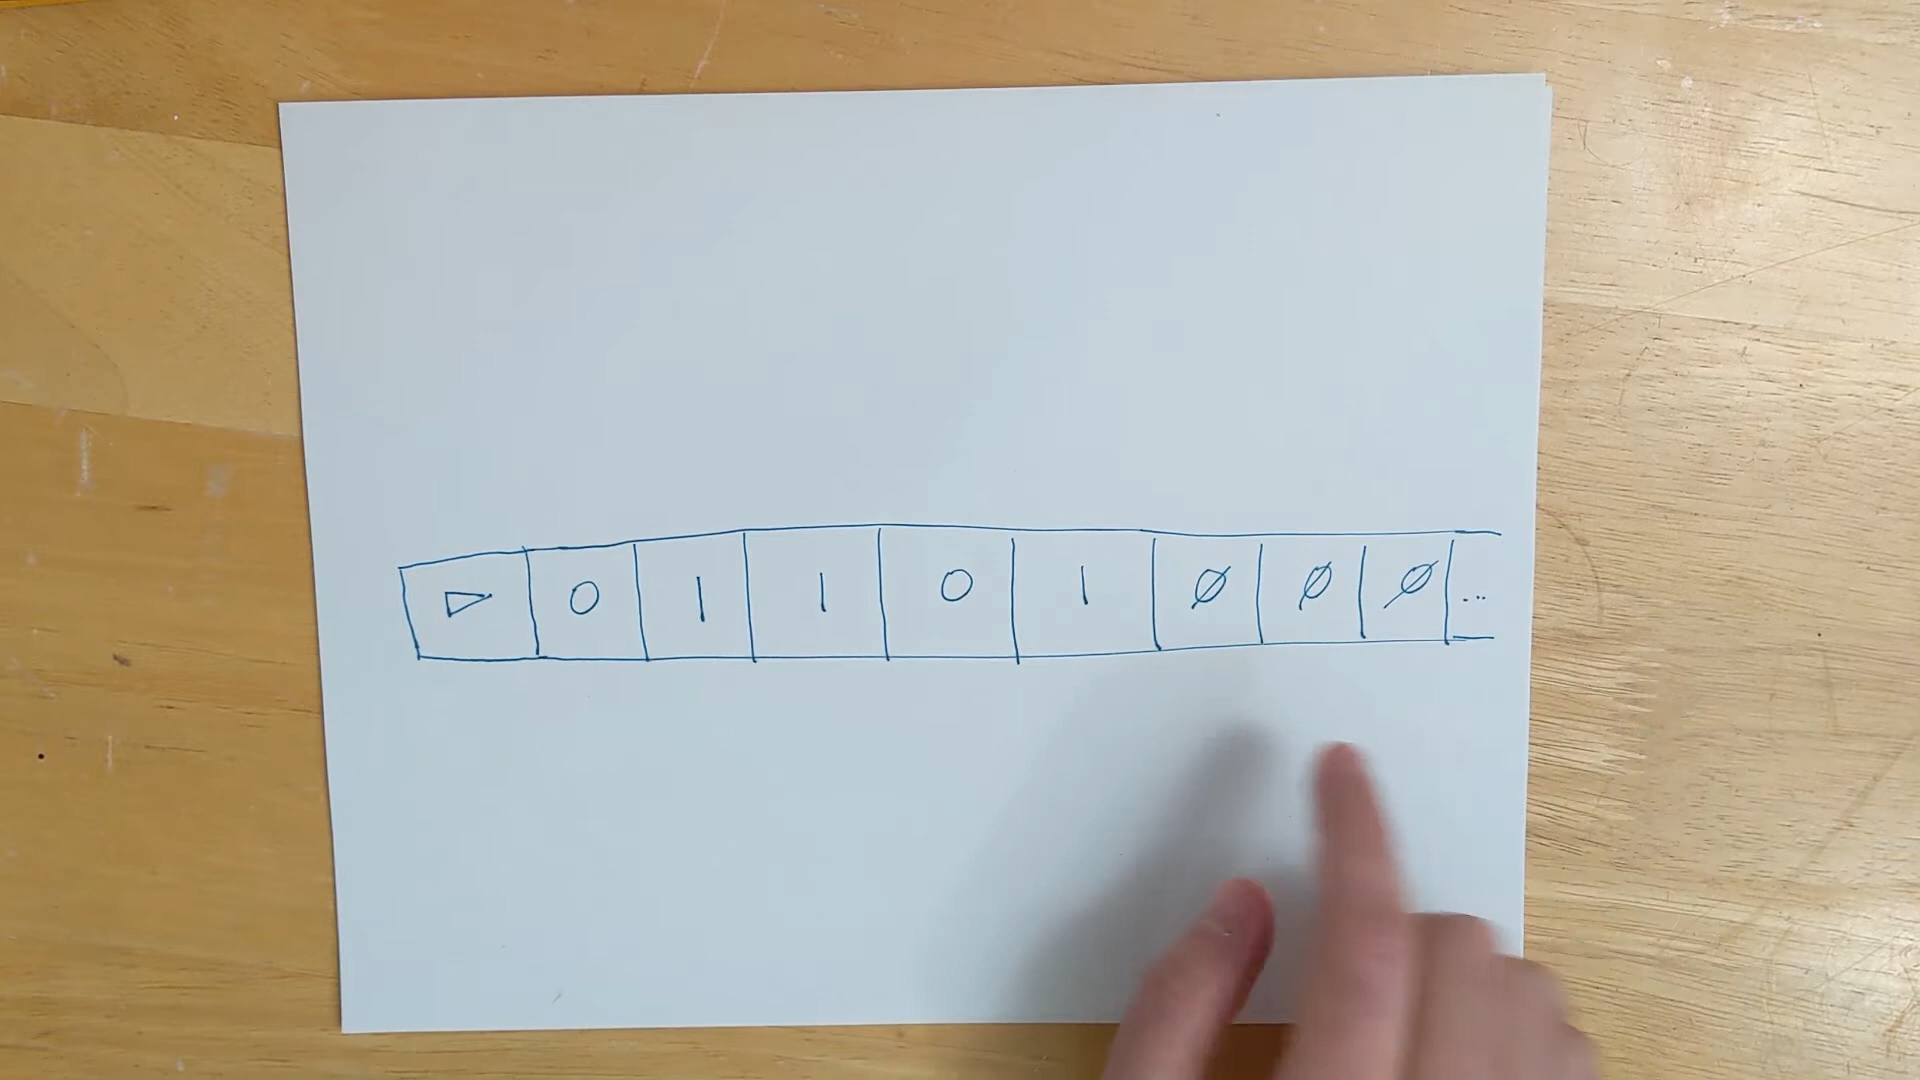 ▷ 0 1 1 0 1 ∅ ∅ ∅ ...